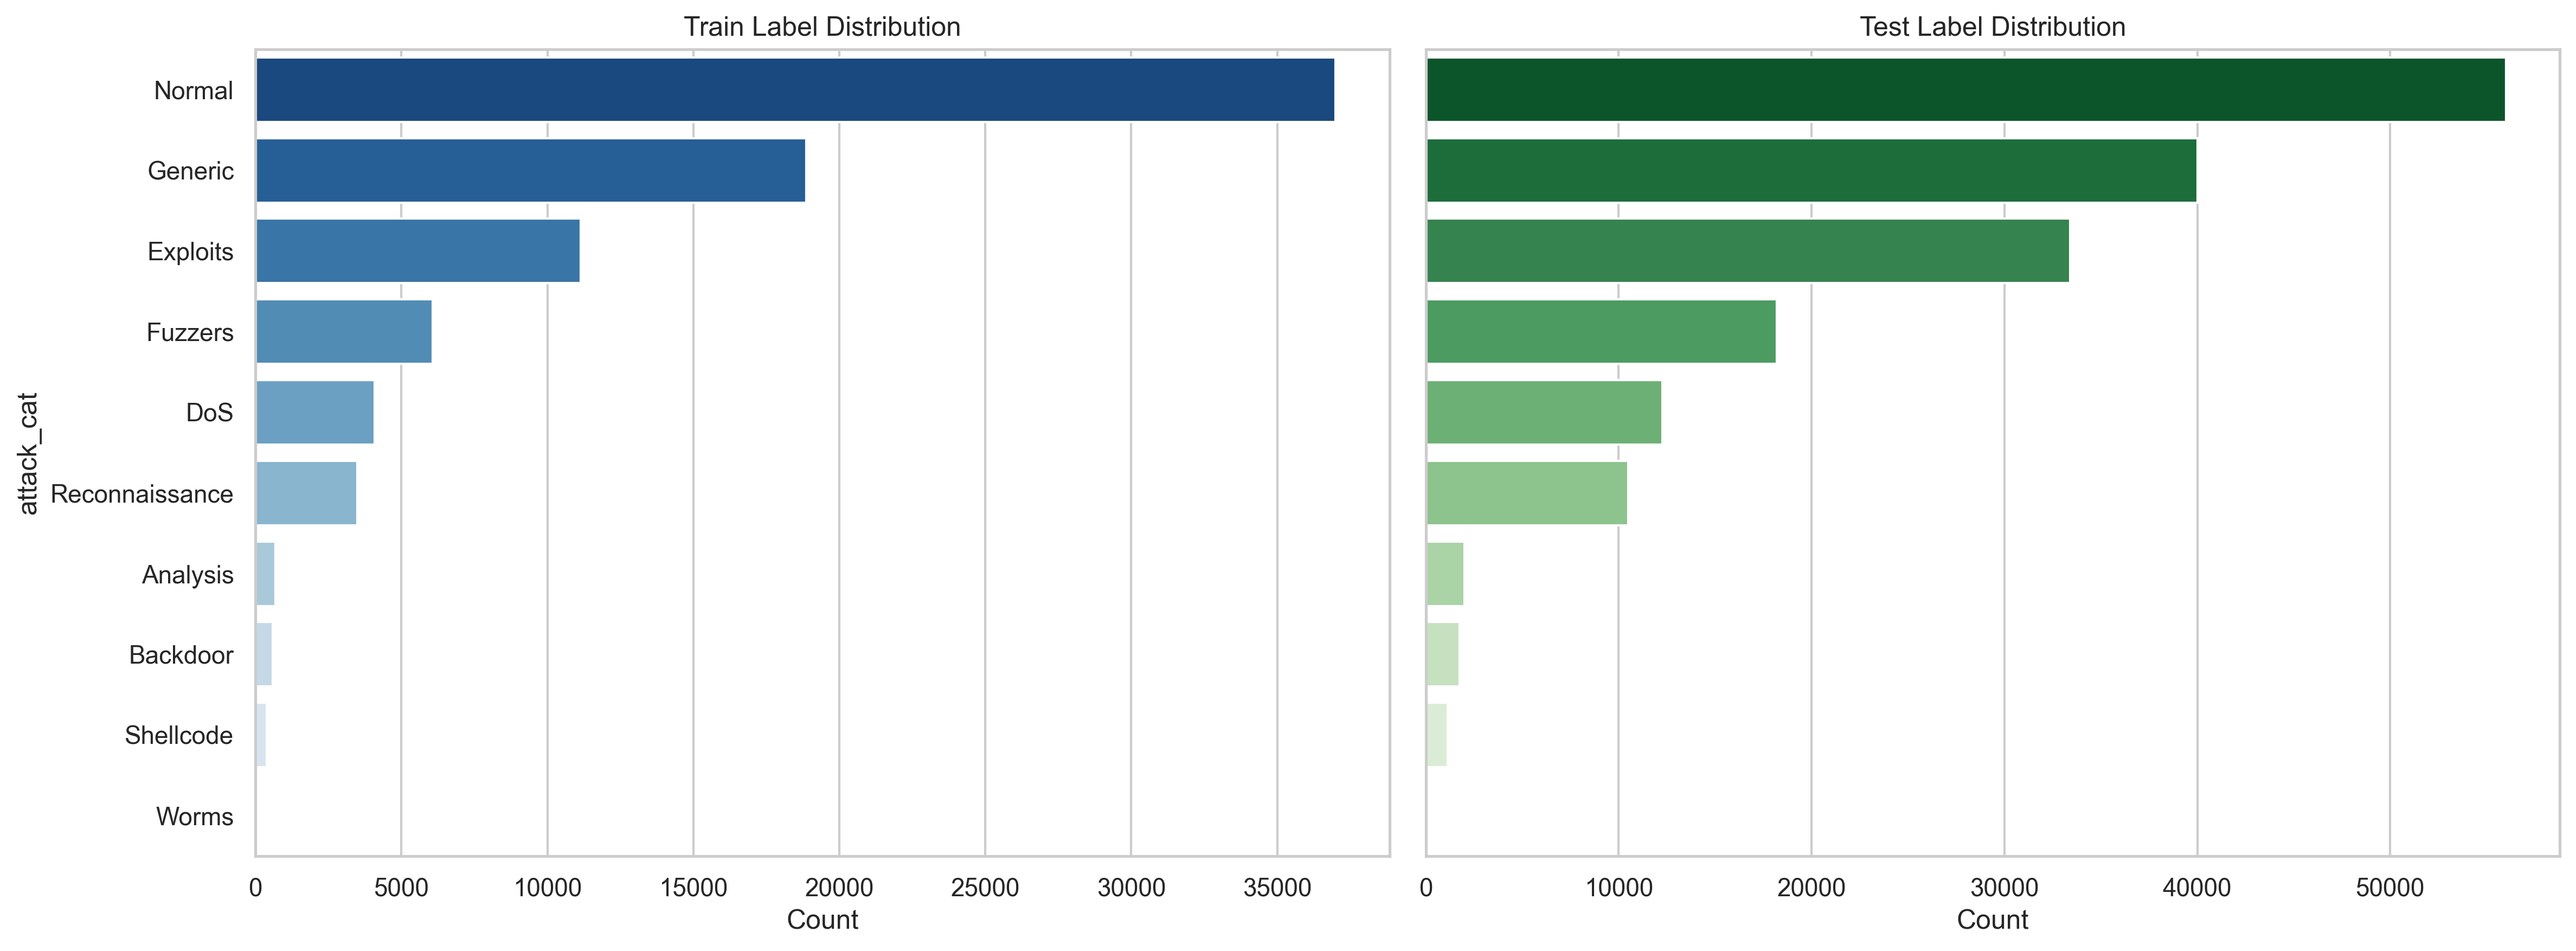 Train Label Distribution
Normal
Generic
Exploits
Fuzzers
DoS
Reconnaissance
Analysis
Backdoor
Shellcode
Worms
attack_cat
0 5000 10000 15000 20000 25000 30000 35000
Count
Test Label Distribution
0 10000 20000 30000 40000 50000
Count